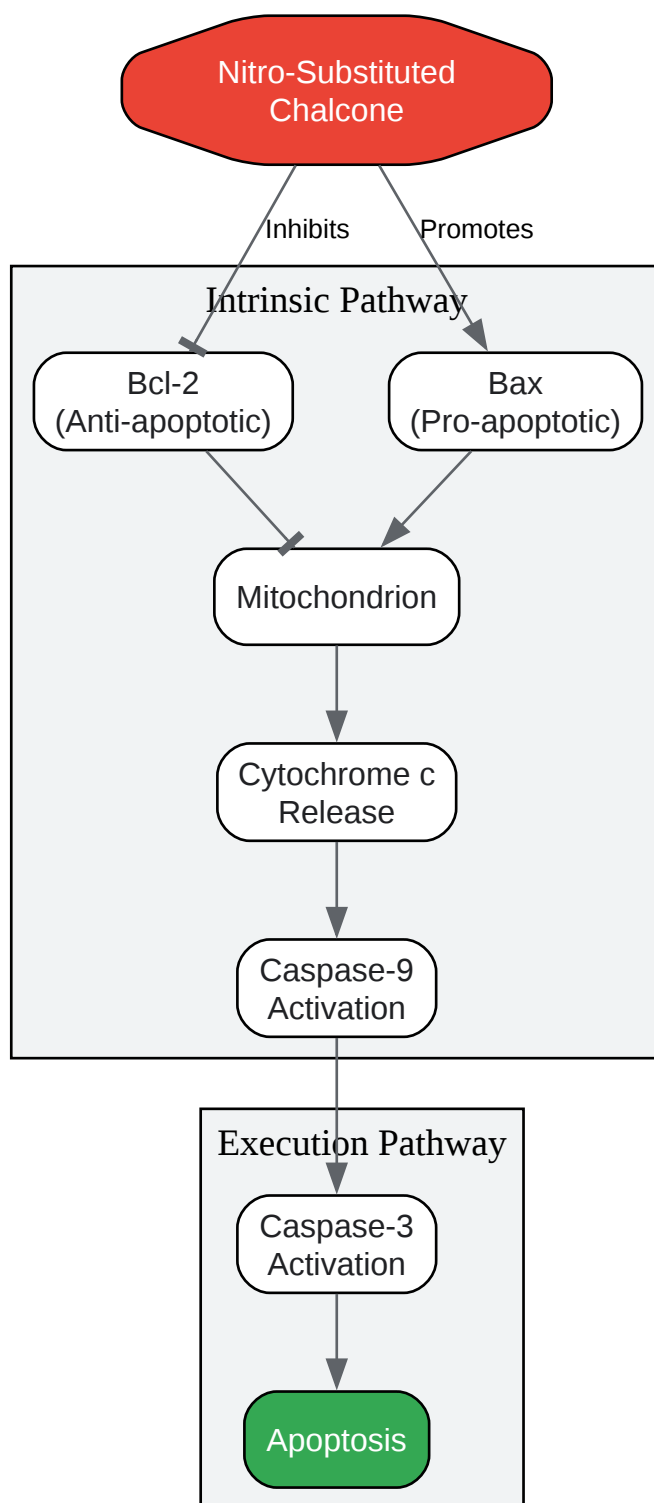 Nitro-Substituted
Chalcone
Inhibits
Promotes
Intrinsic Pathway
Bcl-2
(Anti-apoptotic)
Bax
(Pro-apoptotic)
Mitochondrion
Cytochrome c
Release
Caspase-9
Activation
Execution Pathway
Caspase-3
Activation
Apoptosis